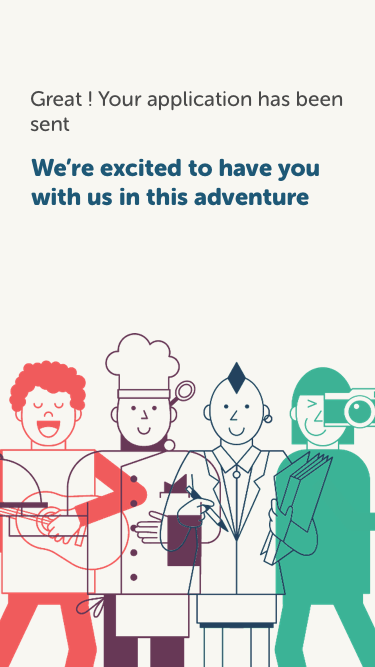 Great ! Your application has been
sent
We're excited to have you
with us in this adventure